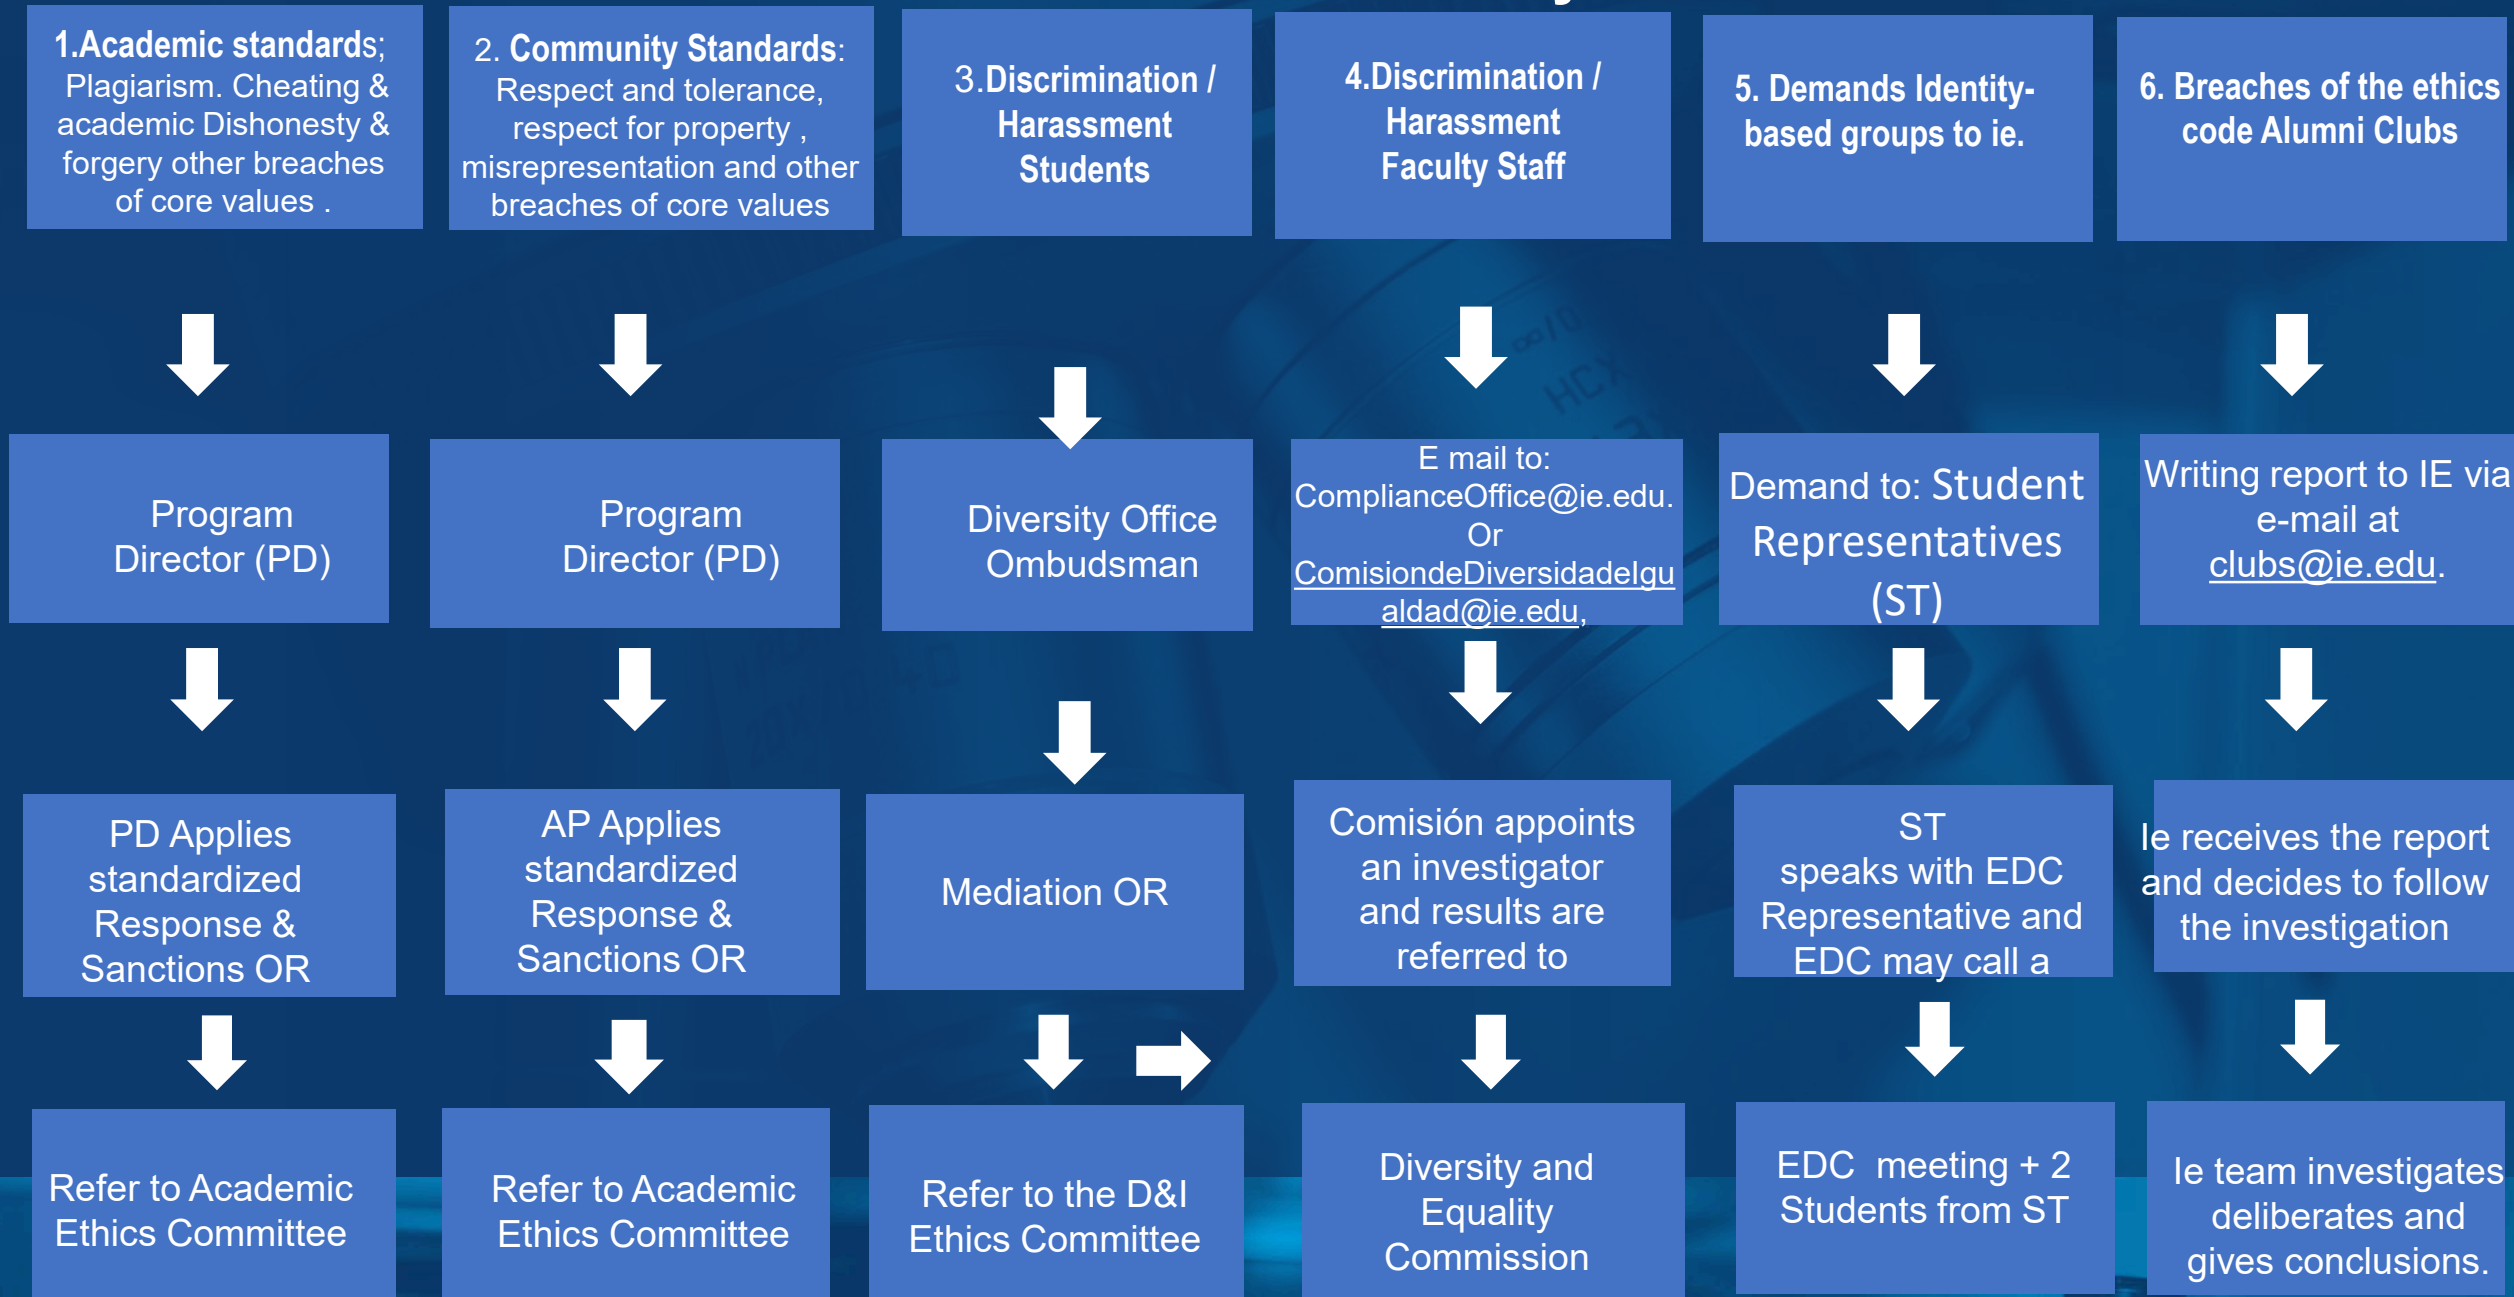 1.Academic standards;
Plagiarism. Cheating &
academic Dishonesty &
forgery other breaches
of core values .
2. Community Standards:
Respect and tolerance,
respect for property ,
misrepresentation and other
breaches of core values
3.Discrimination /
Harassment
Students
4.Discrimination /
Harassment
Faculty Staff
5. Demands Identity-
based groups to ie.
6. Breaches of the ethics
code Alumni Clubs
Program
Director (PD)
Program
Director (PD)
Diversity Office
Ombudsman
E mail to:
ComplianceOffice@ie.edu.
Or
ComisiondeDiversidadeIgu
aldad@ie.edu,
Demand to: Student
Representatives
(ST)
Writing report to IE via
e-mail at
clubs@ie.edu.
PD Applies
standardized
Response &
Sanctions OR
AP Applies
standardized
Response &
Sanctions OR
Mediation OR
Comisión appoints
an investigator
and results are
referred to
ST
speaks with EDC
Representative and
EDC may call a
Ie receives the report
and decides to follow
the investigation
Refer to Academic
Ethics Committee
Refer to Academic
Ethics Committee
Refer to the D&I
Ethics Committee
Diversity and
Equality
Commission
EDC  meeting + 2
Students from ST
Ie team investigates
deliberates and
gives conclusions.